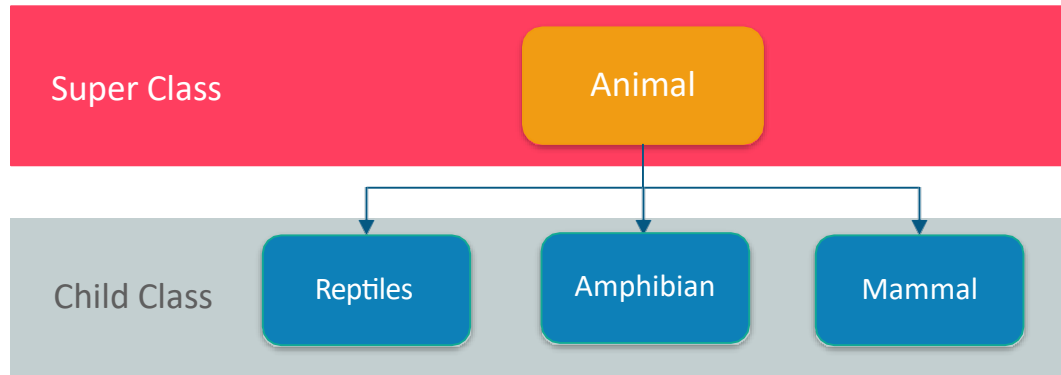 Super Class
Animal
Child Class
Reptiles
Amphibian
Mammal